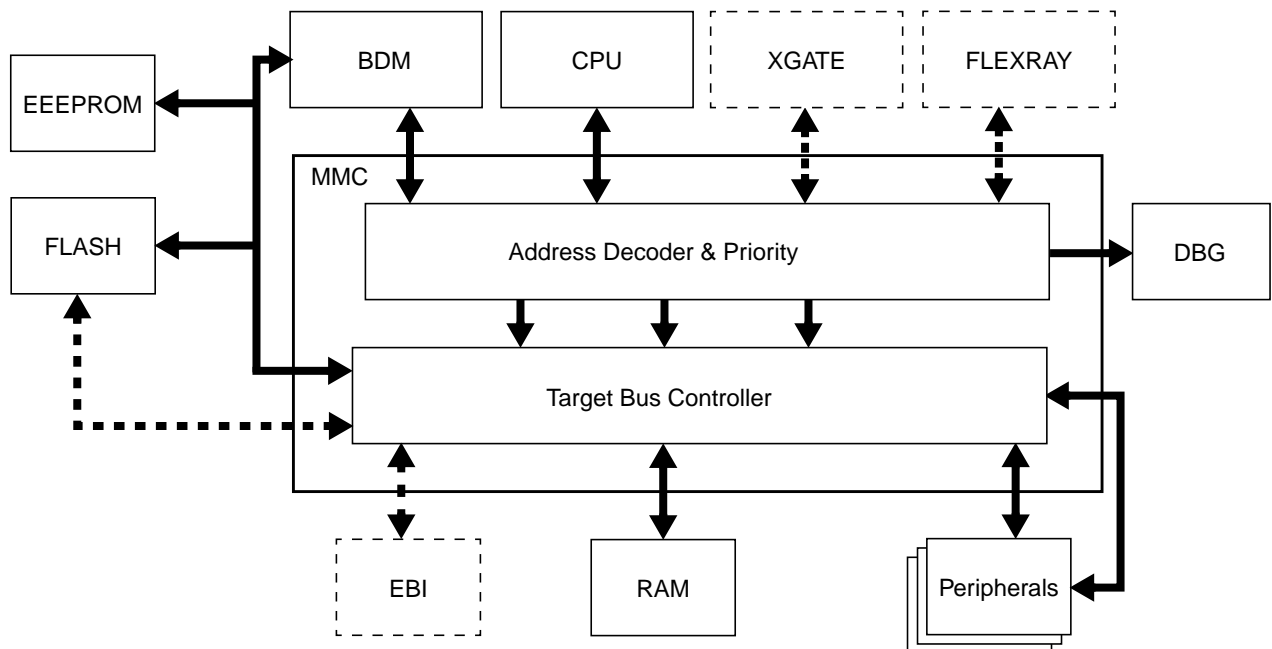 BDM
CPU
XGATE
FLEXRAY
EEEPROM
MMC
FLASH
Address Decoder & Priority
DBG
Target Bus Controller
EBI
RAM
Peripherals